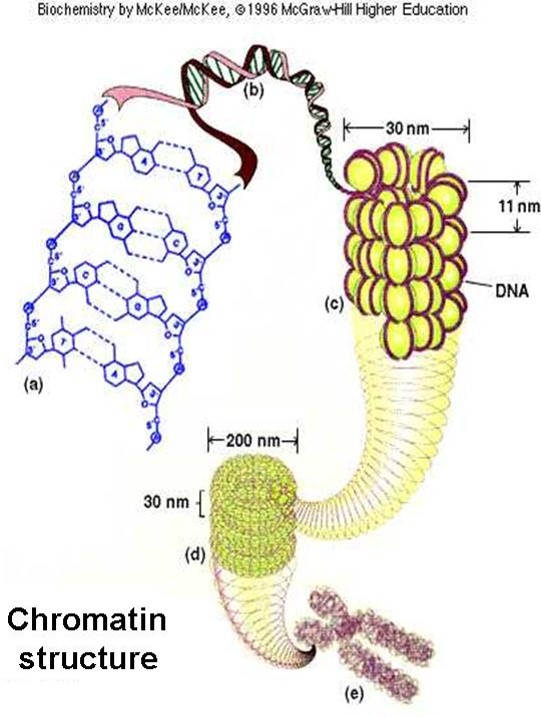 Biochemistry by McKee/McKee, ©1996 McGraw-Hill Higher Education
(b)
30 nm
11 nm
DNA
(c)
A
T
G
C
C
G
T
A
(a)
200 nm
30 nm
(d)
Chromatin
structure
(e)